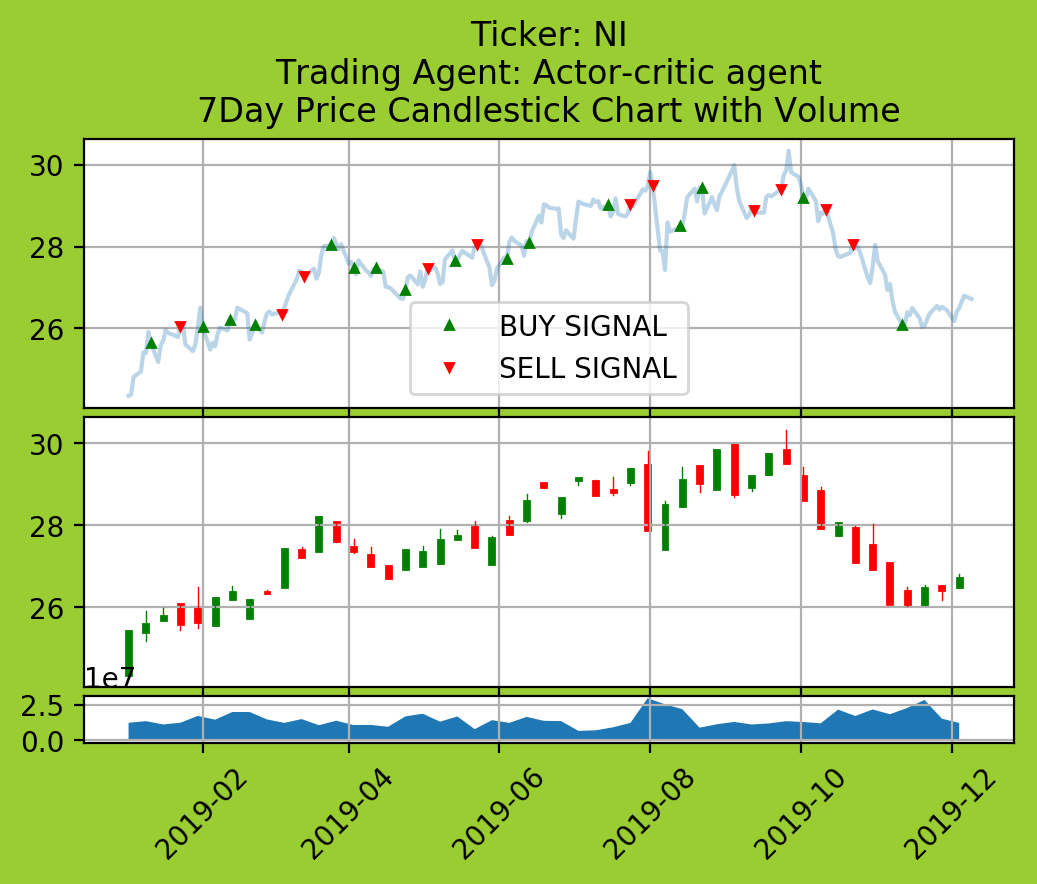 Ticker: NI
Trading Agent: Actor-critic agent
7Day Price Candlestick Chart with Volume
30
28
26
BUY SIGNAL
SELL SIGNAL
30
28
26
1e7
2.5
0.0
2019-02
2019-04
2019-06
2019-08
2019-10
2019-12